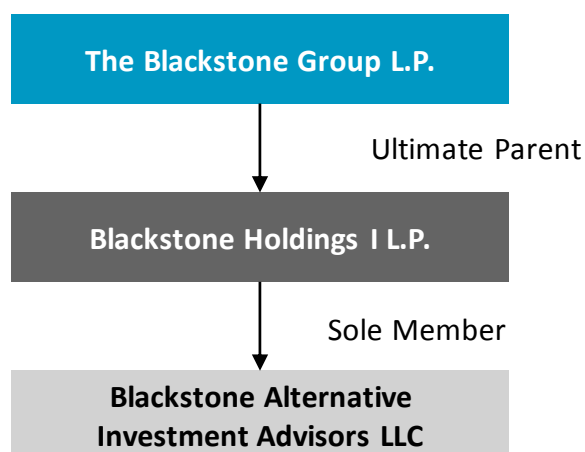 The Blackstone Group L.P.
Ultimate Parent
Blackstone Holdings I L.P.
Sole Member
Blackstone Alternative
Investment Advisors LLC